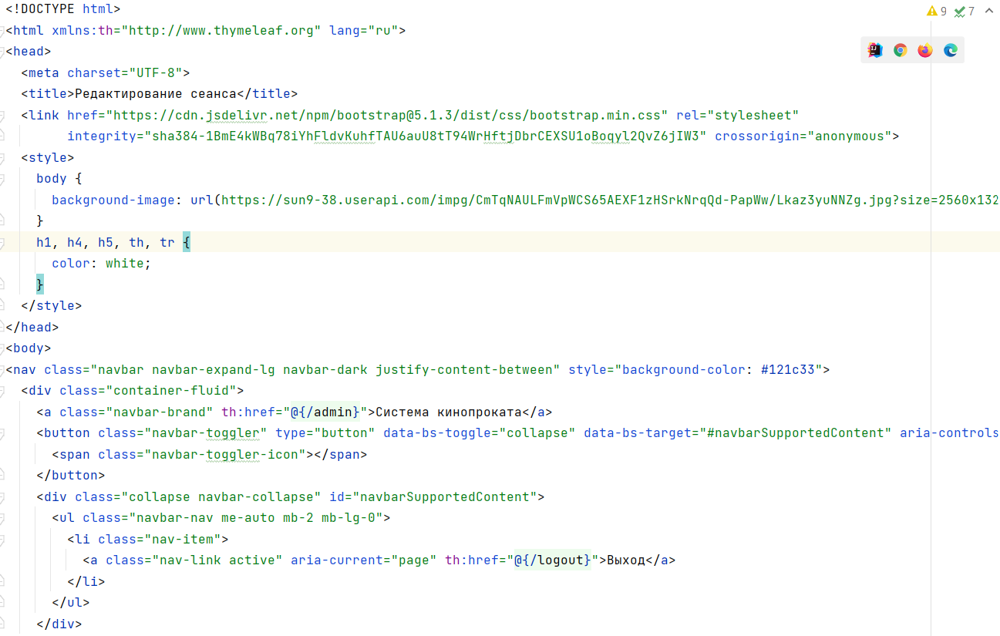 <!DOCTYPE html>
9 7
<html xmlns:th="http://www.thymeleaf.org" lang="ru">
<head>
<meta charset="UTF-8">
<title>Редактирование сеанса</title>
<link href="https://cdn.jsdelivr.net/npm/bootstrap@5.1.3/dist/css/bootstrap.min.css" rel="stylesheet"
integrity="sha384-1BmE4kWBq78iYhFldvKuhfTAU6auU8tT94WrHftjDbrCEXSU1oBoqyl2QvZ6jIW3" crossorigin="anonymous">
<style>
body {
background-image: url(https://sun9-38.userapi.com/impg/CmTqNAULFmVpWCS65AEXF1zHSrkNrqQd-PapWw/Lkaz3yuNNZg.jpg?size=2560x132
}
h1, h4, h5, th, tr {
color: white;
}
</style>
</head>
<body>
<nav class="navbar navbar-expand-lg navbar-dark justify-content-between" style="background-color: #121c33">
<div class="container-fluid">
<a class="navbar-brand" th:href="@{/admin}">Система кинопроката</a>
<button class="navbar-toggler" type="button" data-bs-toggle="collapse" data-bs-target="#navbarSupportedContent" aria-controls
<span class="navbar-toggler-icon"></span>
</button>
<div class="collapse navbar-collapse" id="navbarSupportedContent">
<ul class="navbar-nav me-auto mb-2 mb-lg-0">
<li class="nav-item">
<a class="nav-link active" aria-current="page" th:href="@{/logout}">Выход</a>
</li>
</ul>
</div>